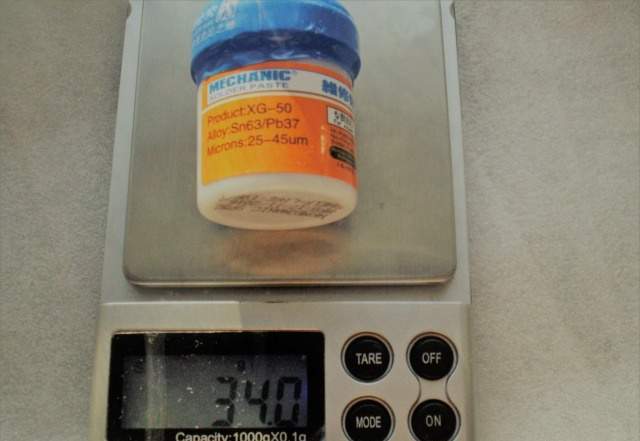 MECHANIC®
SOLDER PASTE
Product:XG-50
Alloy:Sn63/Pb37
Microns:25-45um
TARE
OFF
34.0
MODE
ON
Capacity:1000gX0.1g